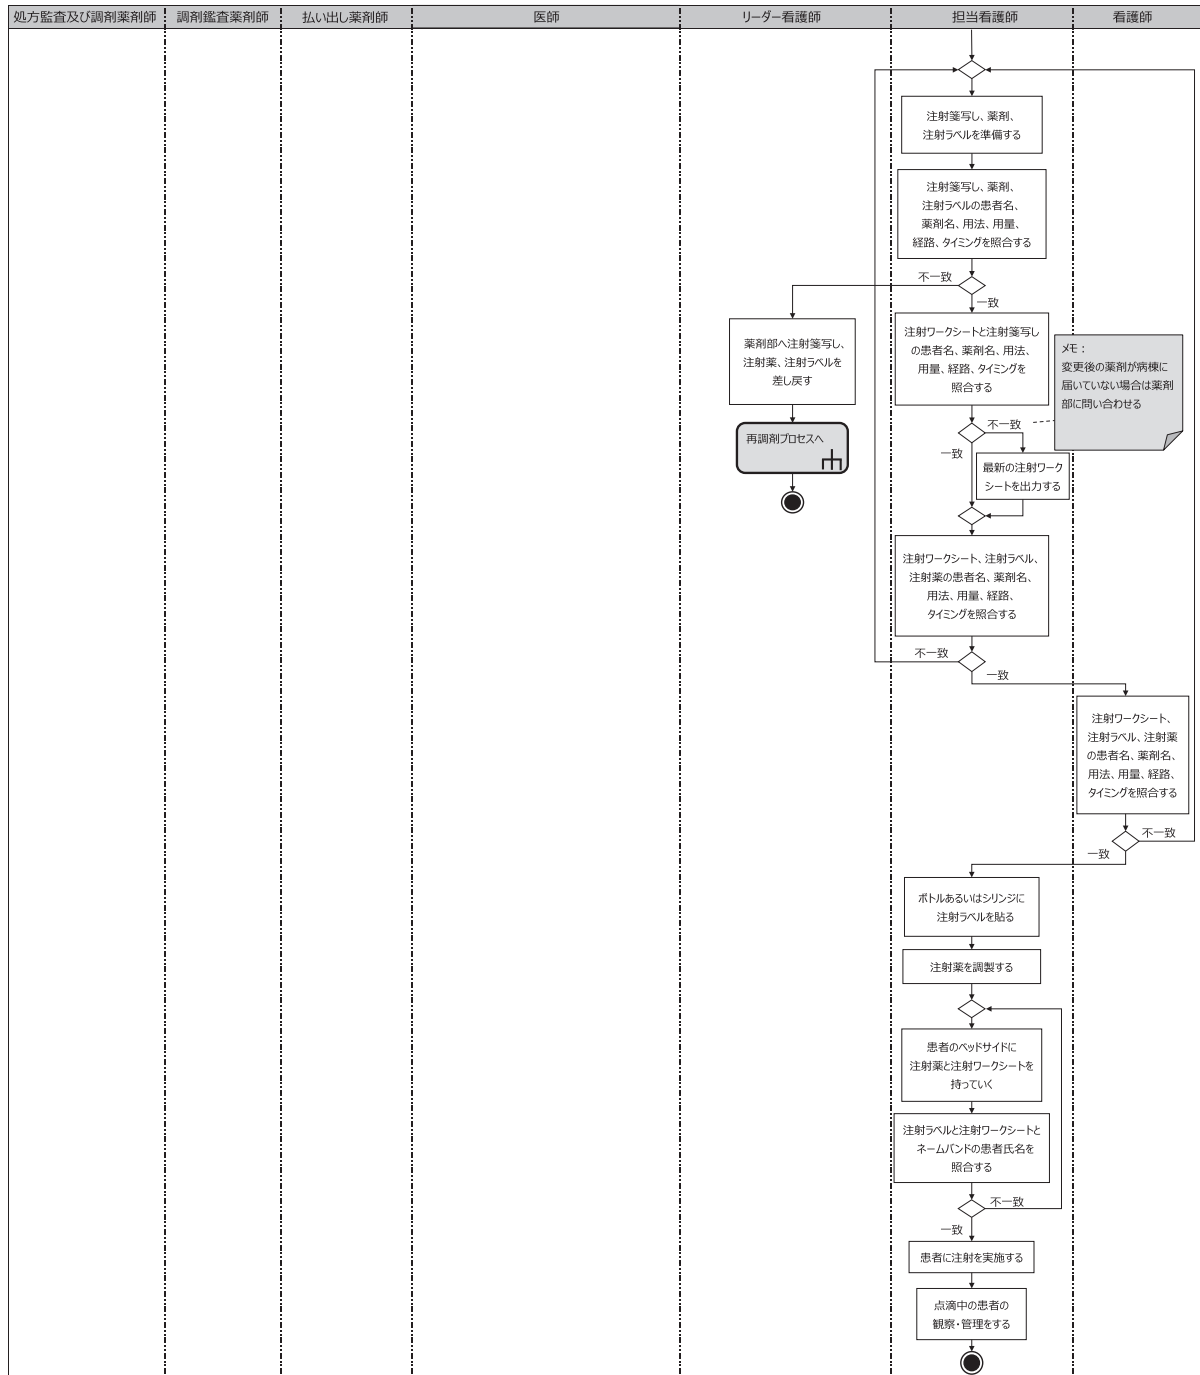 処方監査及び調剤薬剤師
調剤鑑査薬剤師
払い出し薬剤師
医師
リーダー看護師
担当看護師
看護師
注射箋写し、薬剤、
注射ラベルを準備する
注射箋写し、薬剤、
注射ラベルの患者名、
薬剤名、用法、用量、
経路、タイミングを照合する
不一致
一致
薬剤部へ注射箋写し、
注射薬、注射ラベルを
差し戻す
再調剤プロセスへ
注射ワークシートと注射箋写し
の患者名、薬剤名、用法、
用量、経路、タイミングを
照合する
メモ：
変更後の薬剤が病棟に
届いていない場合は薬剤
部に問い合わせる
不一致
一致
最新の注射ワーク
シートを出力する
注射ワークシート、注射ラベル、
注射薬の患者名、薬剤名、
用法、用量、経路、
タイミングを照合する
不一致
一致
注射ワークシート、
注射ラベル、注射薬
の患者名、薬剤名、
用法、用量、経路、
タイミングを照合する
不一致
一致
ボトルあるいはシリンジに
注射ラベルを貼る
注射薬を調製する
患者のベッドサイドに
注射薬と注射ワークシートを
持っていく
注射ラベルと注射ワークシートと
ネームバンドの患者氏名を
照合する
不一致
一致
患者に注射を実施する
点滴中の患者の
観察・管理をする